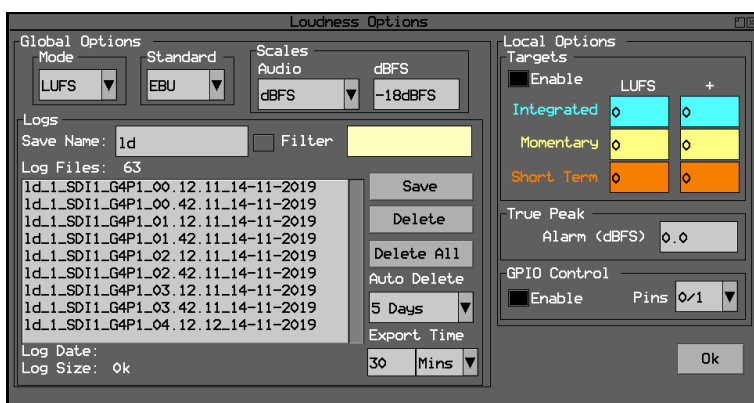 Loudness Options
Global Options
Mode
LUFS
Standard
EBU
Scales
Audio
dBFS
dBFS
-18dBFS
Logs
Save Name: ld
Filter
Log Files: 63
ld_1_SDI1_G4P1_00.12.11_14-11-2019
ld_1_SDI1_G4P1_00.42.11_14-11-2019
ld_1_SDI1_G4P1_01.12.11_14-11-2019
ld_1_SDI1_G4P1_01.42.11_14-11-2019
ld_1_SDI1_G4P1_02.12.11_14-11-2019
ld_1_SDI1_G4P1_02.42.11_14-11-2019
ld_1_SDI1_G4P1_03.12.11_14-11-2019
ld_1_SDI1_G4P1_03.42.11_14-11-2019
ld_1_SDI1_G4P1_04.12.12_14-11-2019
Log Date:
Log Size: 0k
Save
Delete
Delete All
Auto Delete
5 Days
Export Time
30 Mins
Local Options
Targets
Enable
LUFS +
Integrated 0 0
Momentary 0 0
Short Term 0 0
True Peak
Alarm (dBFS) 0.0
GPIO Control
Enable Pins 0/1
Ok